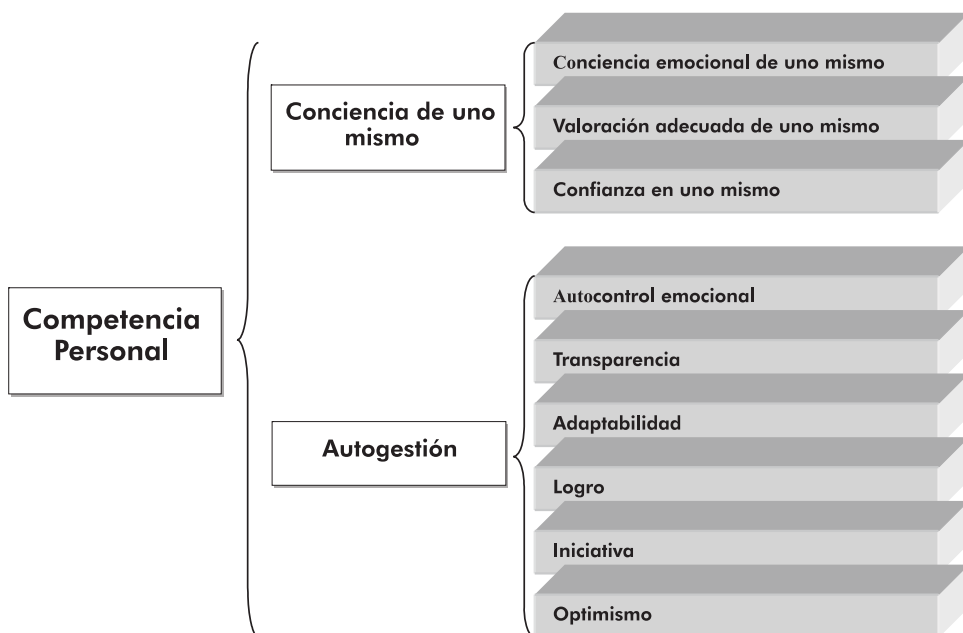 Competencia
Personal
Conciencia de uno
mismo
Conciencia emocional de uno mismo
Valoración adecuada de uno mismo
Confianza en uno mismo
Autogestión
Autocontrol emocional
Transparencia
Adaptabilidad
Logro
Iniciativa
Optimismo